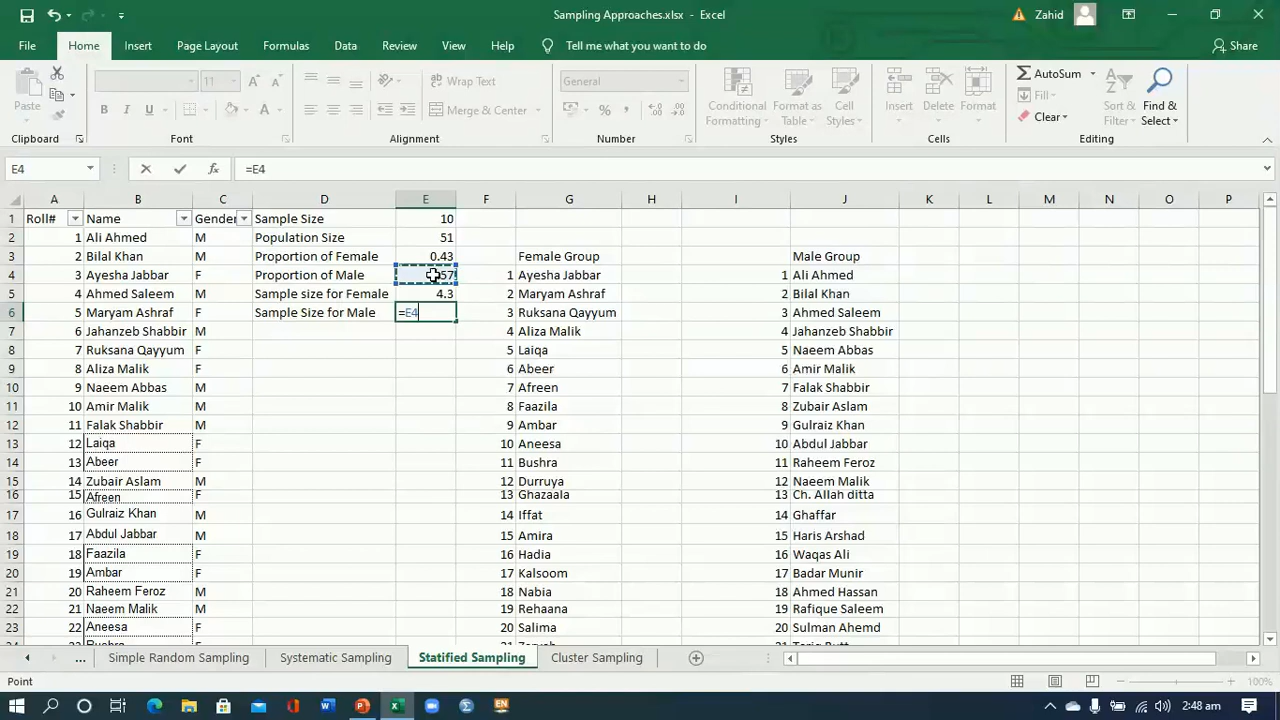 Sampling Approaches.xlsx - Excel
Zahid
File Home Insert Page Layout Formulas Data Review View Help Tell me what you want to do Share
Paste
11
General
Wrap Text
Merge & Center
Conditional Formatting
Format as Table
Cell Styles
Insert Delete Format
AutoSum
Fill
Clear
Sort & Filter
Find & Select
Clipboard Font Alignment Number Styles Cells Editing
E4 =E4
A B C D E F G H I J K L M N O P
1 Roll# Name Gender Sample Size 10
2 1 Ali Ahmed M Population Size 51
3 2 Bilal Khan M Proportion of Female 0.43 Female Group Male Group
4 3 Ayesha Jabbar F Proportion of Male 57 1 Ayesha Jabbar 1 Ali Ahmed
5 4 Ahmed Saleem M Sample size for Female 4.3 2 Maryam Ashraf 2 Bilal Khan
6 5 Maryam Ashraf F Sample Size for Male =E4 3 Ruksana Qayyum 3 Ahmed Saleem
7 6 Jahanzeb Shabbir M 4 Aliza Malik 4 Jahanzeb Shabbir
8 7 Ruksana Qayyum F 5 Laiqa 5 Naeem Abbas
9 8 Aliza Malik F 6 Abeer 6 Amir Malik
10 9 Naeem Abbas M 7 Afreen 7 Falak Shabbir
11 10 Amir Malik M 8 Faazila 8 Zubair Aslam
12 11 Falak Shabbir M 9 Ambar 9 Gulraiz Khan
13 12 Laiqa F 10 Aneesa 10 Abdul Jabbar
14 13 Abeer F 11 Bushra 11 Raheem Feroz
15 14 Zubair Aslam M 12 Durruya 12 Naeem Malik
16 15 Afreen F 13 Ghazaala 13 Ch. Allah ditta
17 16 Gulraiz Khan M 14 Iffat 14 Ghaffar
18 17 Abdul Jabbar M 15 Amira 15 Haris Arshad
19 18 Faazila F 16 Hadia 16 Waqas Ali
20 19 Ambar F 17 Kalsoom 17 Badar Munir
21 20 Raheem Feroz M 18 Nabia 18 Ahmed Hassan
22 21 Naeem Malik M 19 Rehaana 19 Rafique Saleem
23 22 Aneesa F 20 Salima 20 Sulman Ahemd
... Simple Random Sampling Systematic Sampling Statified Sampling Cluster Sampling
Point 100%
2:48 am